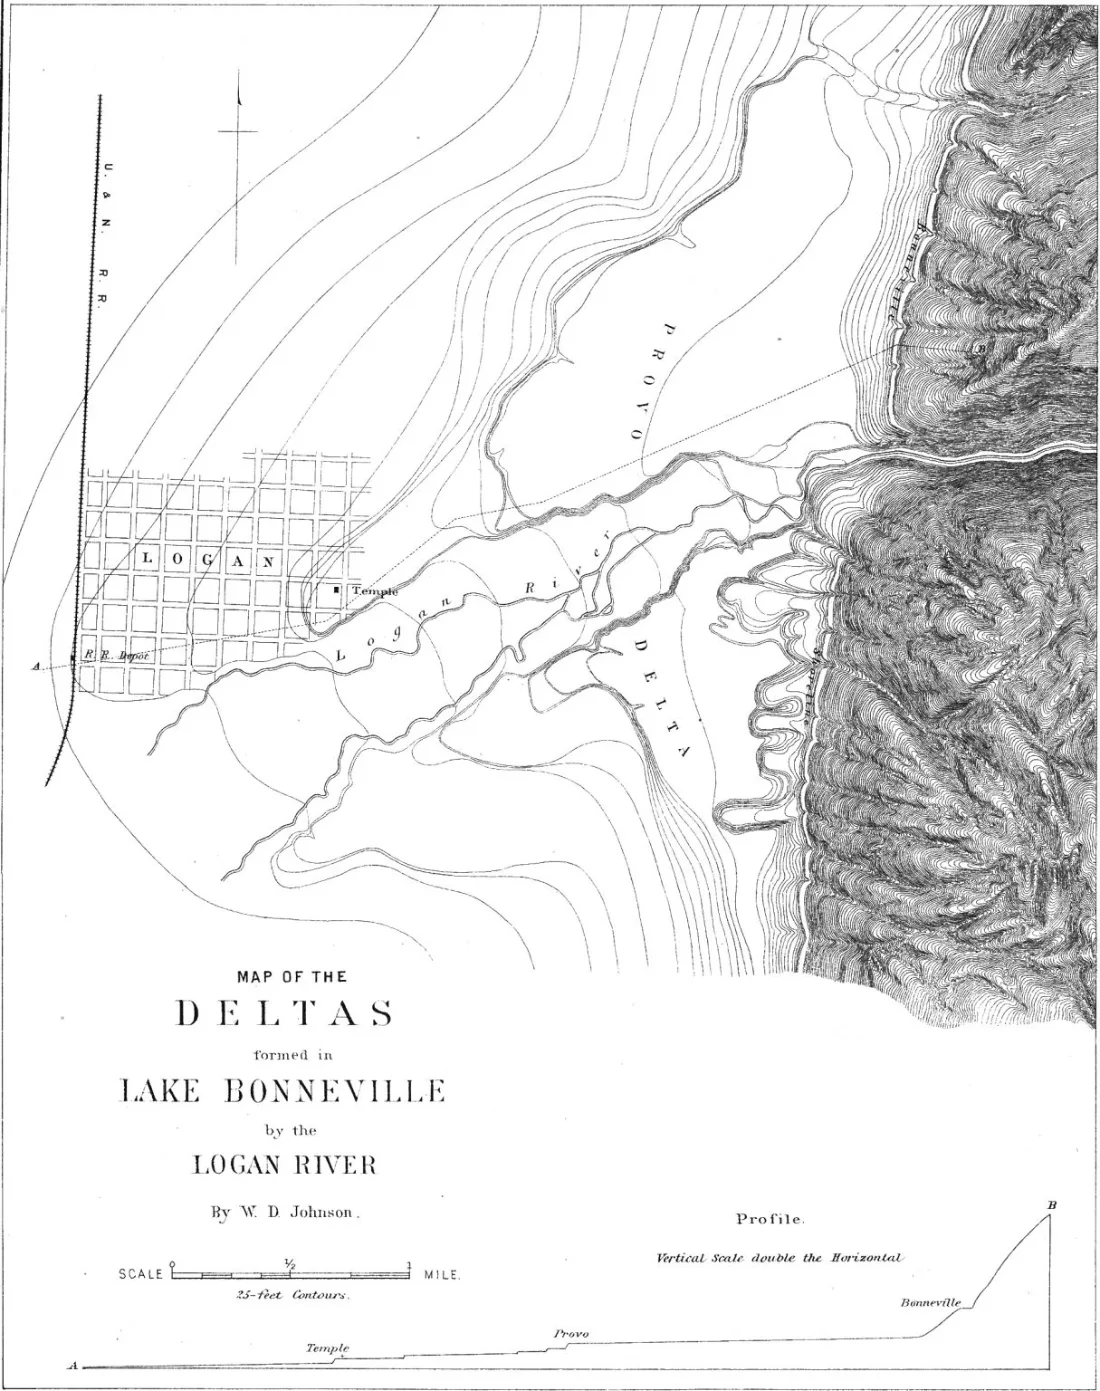 U. & N. R. R.
Bonneville
B
PROVO
LOGAN
Temple
Logan River
R. R. Depot
A
DELTA
Shoreline
MAP OF THE
DELTAS
formed in
LAKE BONNEVILLE
by the
LOGAN RIVER
By W. D. Johnson.
SCALE 0 ½ 1 MILE.
25-feet Contours.
Profile.
Vertical Scale double the Horizontal
B
Bonneville
Provo
Temple
A